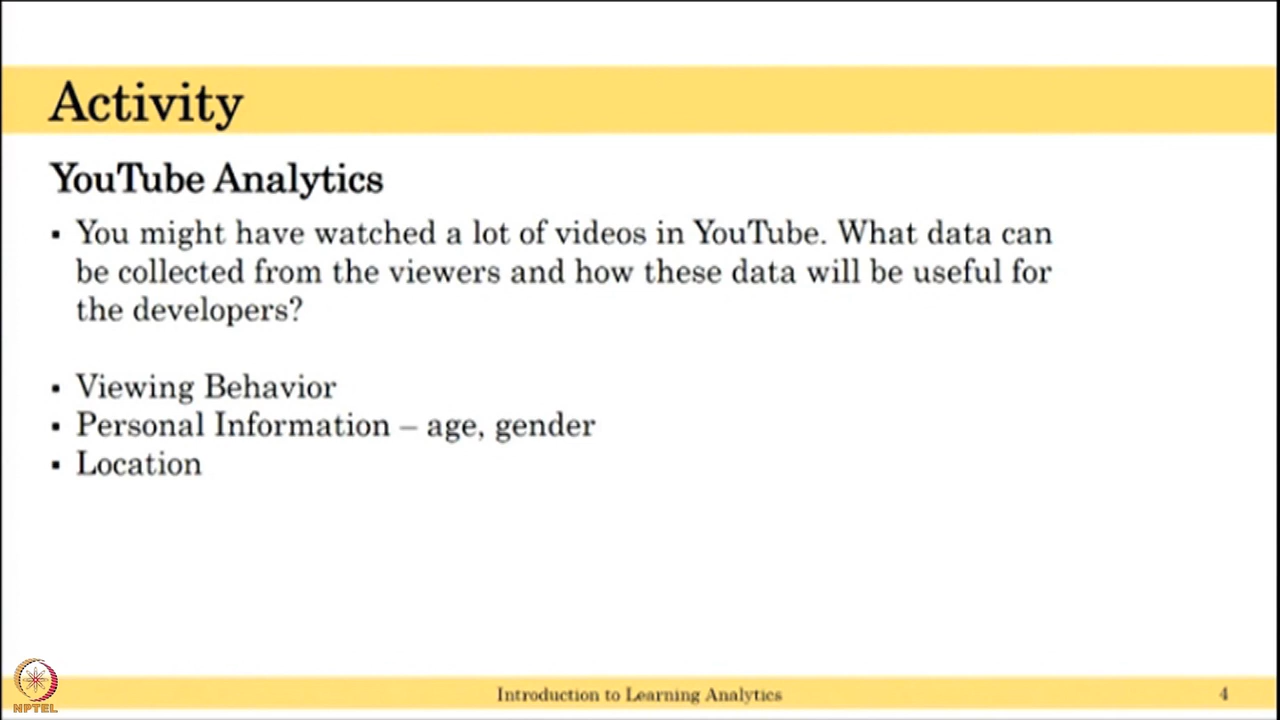 Activity
YouTube Analytics
▪ You might have watched a lot of videos in YouTube. What data can
be collected from the viewers and how these data will be useful for
the developers?
▪ Viewing Behavior
▪ Personal Information – age, gender
▪ Location
NPTEL
Introduction to Learning Analytics
4